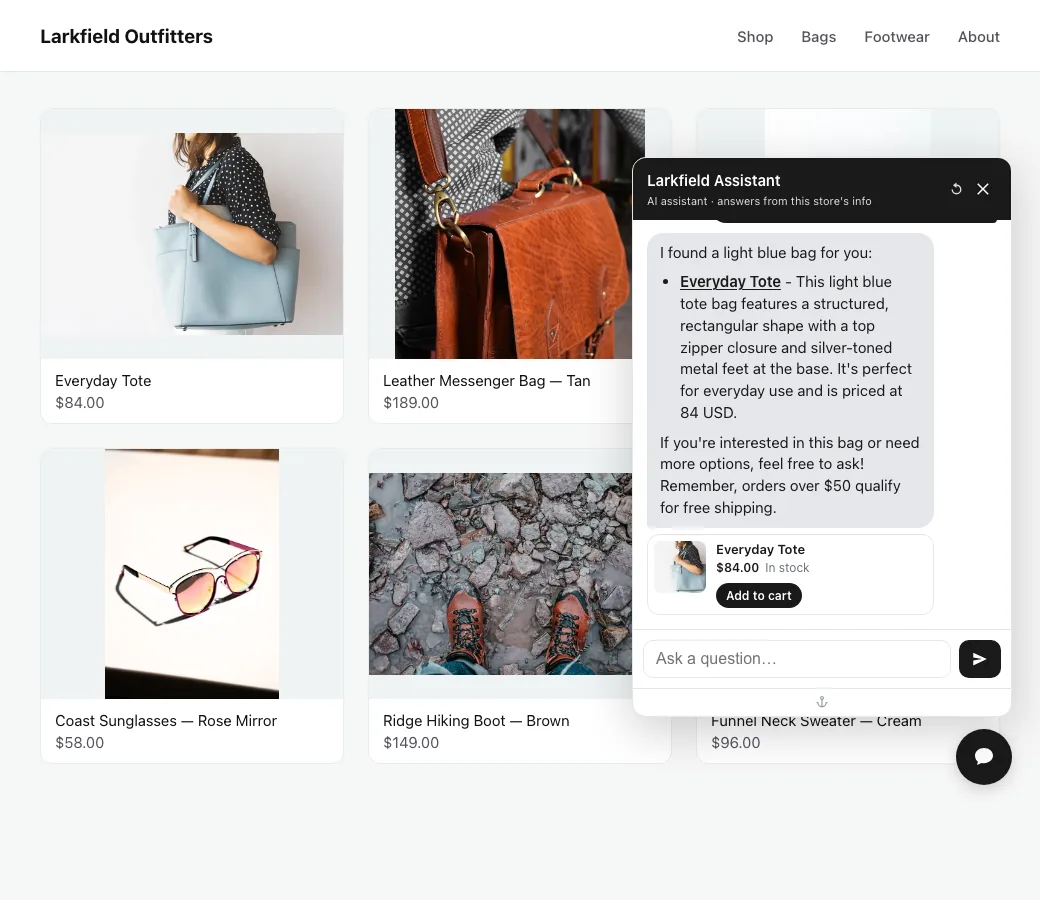 Larkfield Outfitters
Shop
Bags
Footwear
About
Everyday Tote
$84.00
Leather Messenger Bag — Tan
$189.00
Coast Sunglasses — Rose Mirror
$58.00
Ridge Hiking Boot — Brown
$149.00
Funnel Neck Sweater — Cream
$96.00
Larkfield Assistant
AI assistant · answers from this store's info
I found a light blue bag for you:
• Everyday Tote - This light blue
tote bag features a structured,
rectangular shape with a top
zipper closure and silver-toned
metal feet at the base. It's perfect
for everyday use and is priced at
84 USD.
If you're interested in this bag or need
more options, feel free to ask!
Remember, orders over $50 qualify
for free shipping.
Everyday Tote
$84.00 In stock
Add to cart
Ask a question…